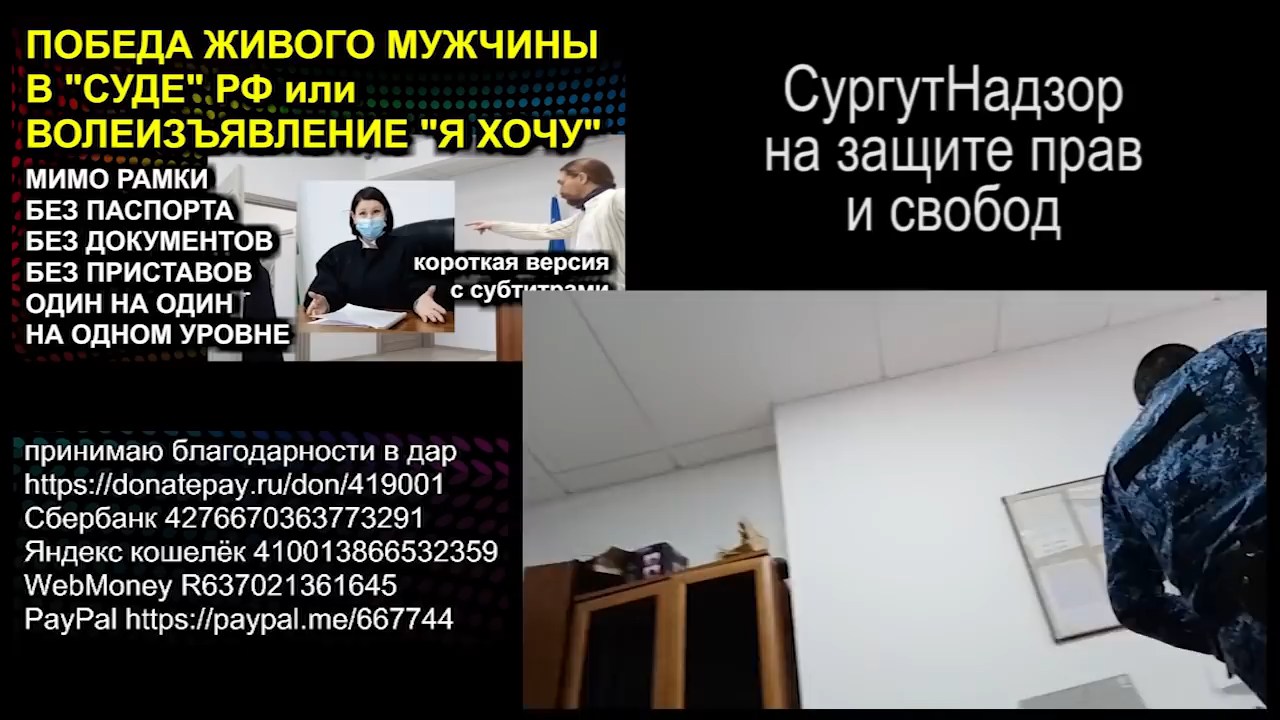 ПОБЕДА ЖИВОГО МУЖЧИНЫ
В "СУДЕ" РФ или
ВОЛЕИЗЪЯВЛЕНИЕ "Я ХОЧУ"
МИМО РАМКИ
БЕЗ ПАСПОРТА
БЕЗ ДОКУМЕНТОВ
БЕЗ ПРИСТАВОВ
ОДИН НА ОДИН
НА ОДНОМ УРОВНЕ
короткая версия
с субтитрами
СургутНадзор
на защите прав
и свобод
принимаю благодарности в дар
https://donatepay.ru/don/419001
Сбербанк 4276670363773291
Яндекс кошелёк 410013866532359
WebMoney R637021361645
PayPal https://paypal.me/667744